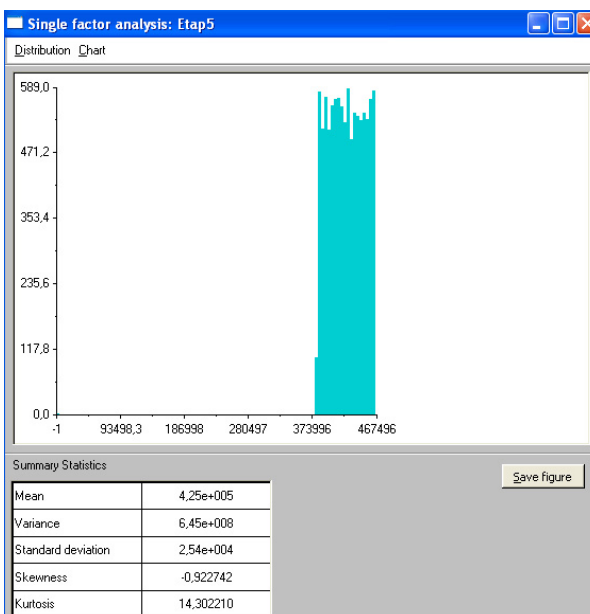 Single factor analysis: Etap5
Distribution Chart
589,0
471,2
353,4
235,6
117,8
0,0
-1 93498,3 186998 280497 373996 467496
Summary Statistics
Save figure
Mean 4,25e+005
Variance 6,45e+008
Standard deviation 2,54e+004
Skewness -0,922742
Kurtosis 14,302210